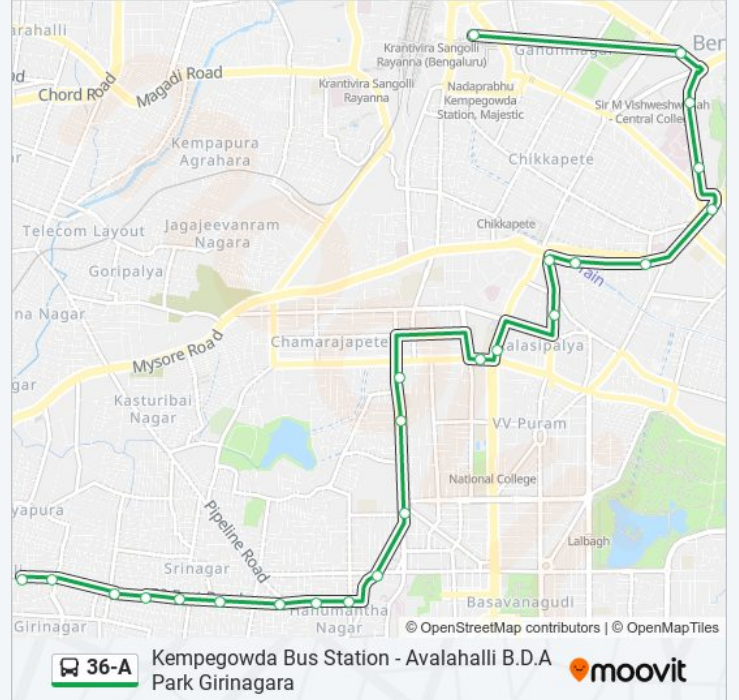 arahalli
Krantivira Sangolli
Rayanna (Bengaluru)
Gandhinagar
Ber
Chord Road
Magadi Road
Krantivira Sangolli
Rayanna
Nadaprabhu
Kempegowda
Station, Majestic
Sir M Vishweshwaiah
- Central College
Kempapura
Agrahara
Chikkapete
Telecom Layout
Jagajeevanram
Nagara
Chikkapete
Goripalya
rain
na Nagar
Chamarajapete
alasipalya
Mysore Road
gar
Kasturibai
Nagar
VV Puram
National College
yapura
Pipeline Road
Lalbagh
Srinagar
Girinagar
Hanumantha
Nagar
Basavanagudi
© OpenStreetMap contributors | © OpenMapTiles
36-A
Kempegowda Bus Station - Avalahalli B.D.A
Park Girinagara
moovit